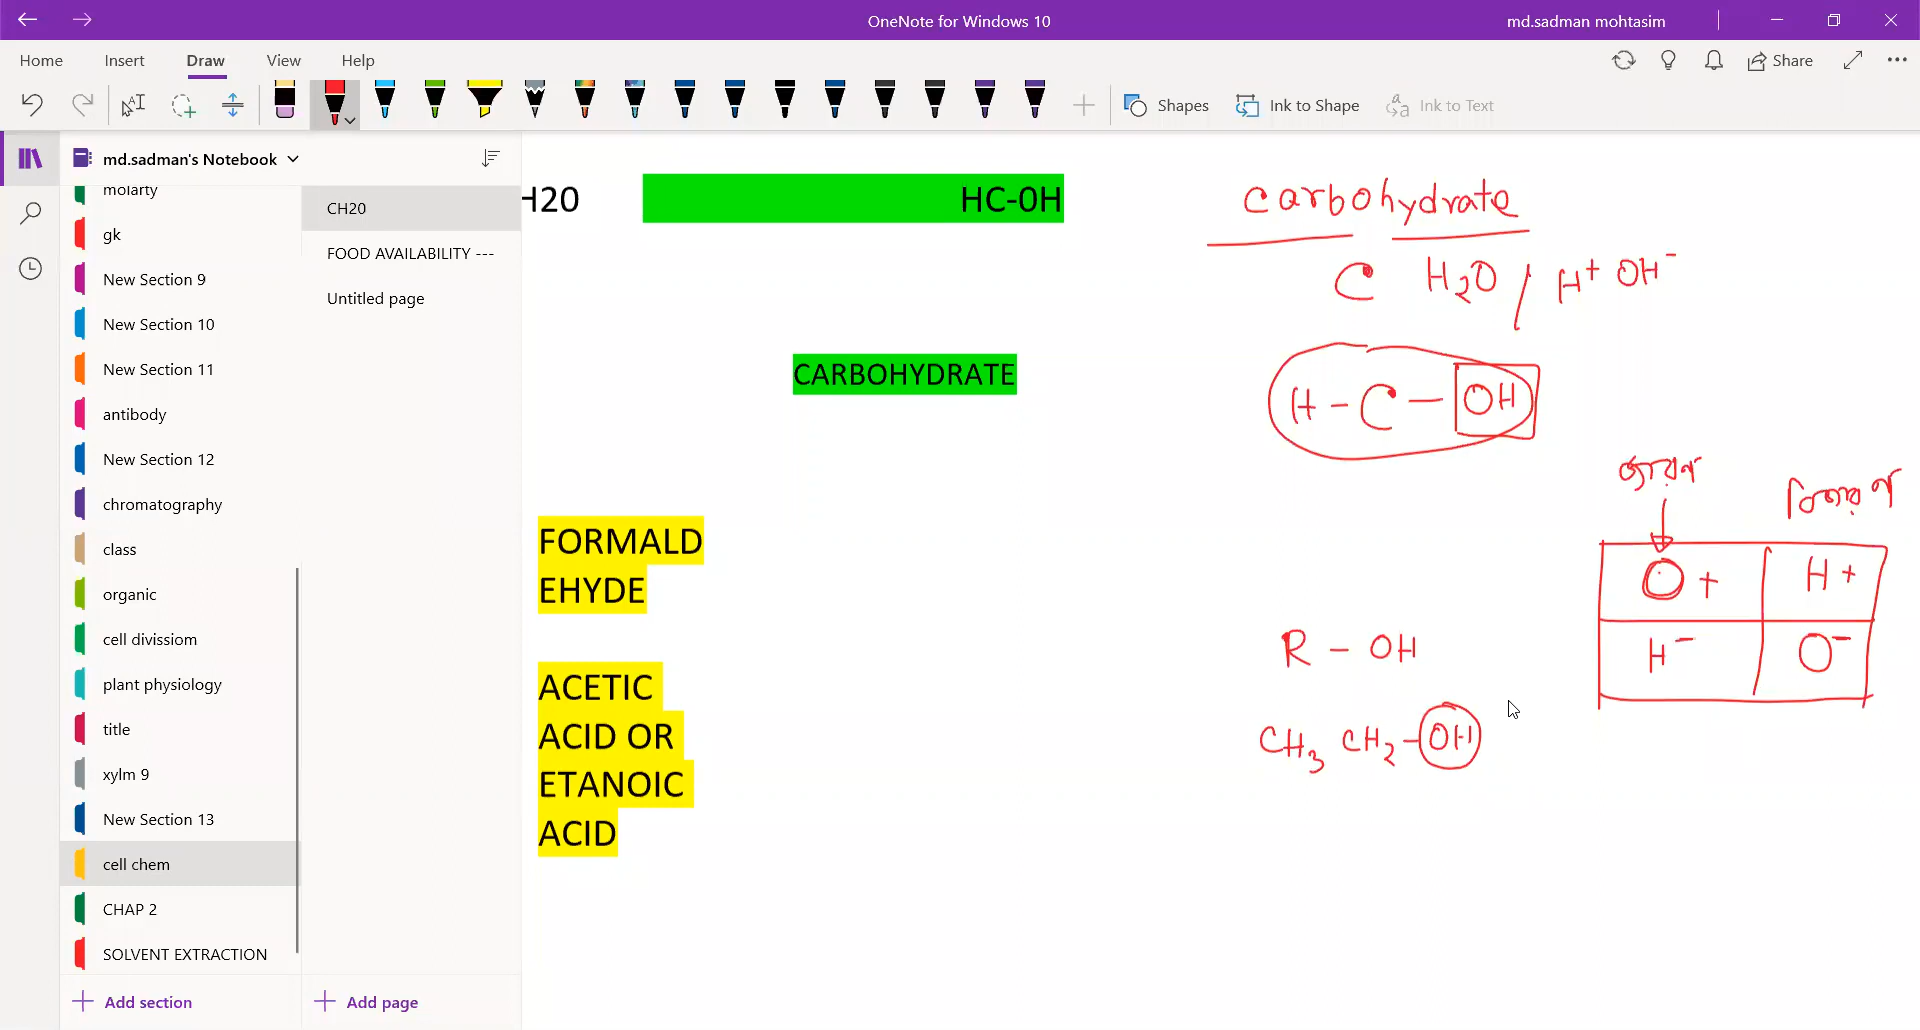 OneNote for Windows 10
md.sadman mohtasim
Home Insert Draw View Help
Share
Shapes Ink to Shape Ink to Text
md.sadman's Notebook
molarty
gk
New Section 9
New Section 10
New Section 11
antibody
New Section 12
chromatography
class
organic
cell divissiom
plant physiology
title
xylm 9
New Section 13
cell chem
CHAP 2
SOLVENT EXTRACTION
Add section
CH20
FOOD AVAILABILITY ---
Untitled page
Add page
H20
HC-0H
CARBOHYDRATE
FORMALD
EHYDE
ACETIC
ACID OR
ETANOIC
ACID
carbohydrate
C H₂O / H⁺ OH⁻
H - C - OH
জারণ
বিজারণ
O + H +
H⁻ O⁻
R - OH
CH₃ CH₂ - OH